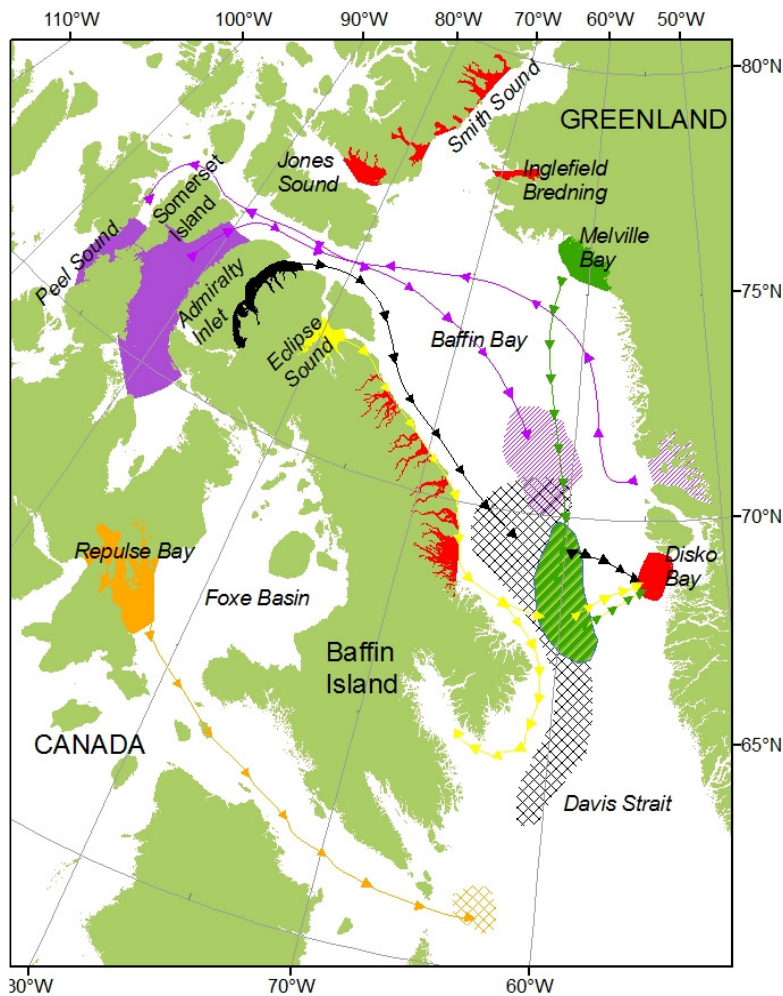 110°W
100°W
90°W
80°W
70°W
60°W
50°W
80°N
Smith Sound
GREENLAND
Jones
Sound
Inglefield
Bredning
Somerset
Island
Peel Sound
Melville
Bay
Admiralty
Inlet
75°N
Eclipse
Sound
Baffin Bay
70°N
Repulse Bay
Disko
Bay
Foxe Basin
Baffin
Island
CANADA
65°N
Davis Strait
80°W
70°W
60°W